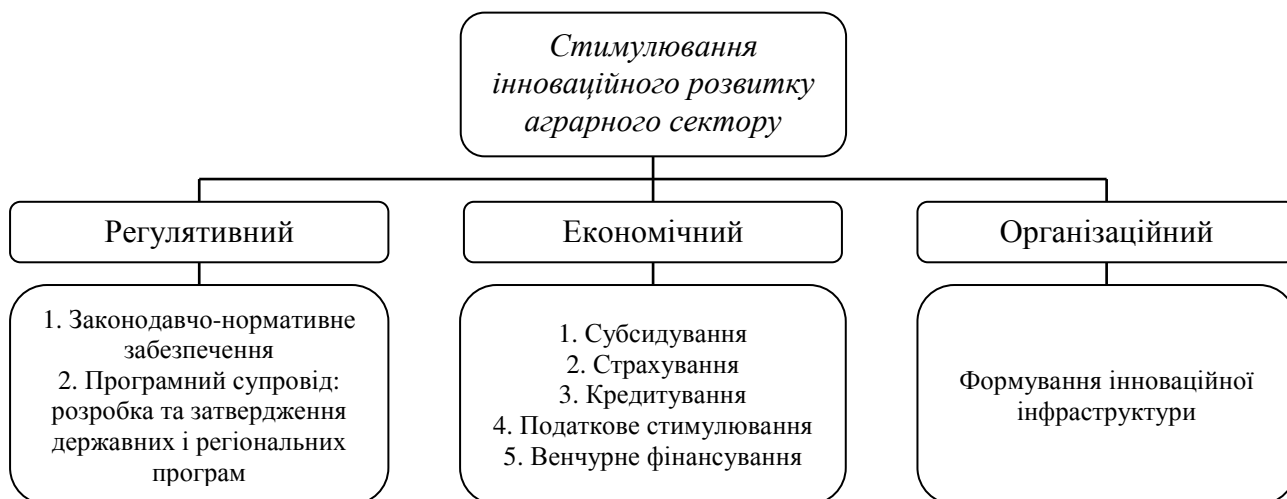 Стимулювання
інноваційного розвитку
аграрного сектору
Регулятивний
Економічний
Організаційний
1. Законодавчо-нормативне
забезпечення
2. Програмний супровід:
розробка та затвердження
державних і регіональних
програм
1. Субсидування
2. Страхування
3. Кредитування
4. Податкове стимулювання
5. Венчурне фінансування
Формування інноваційної
інфраструктури